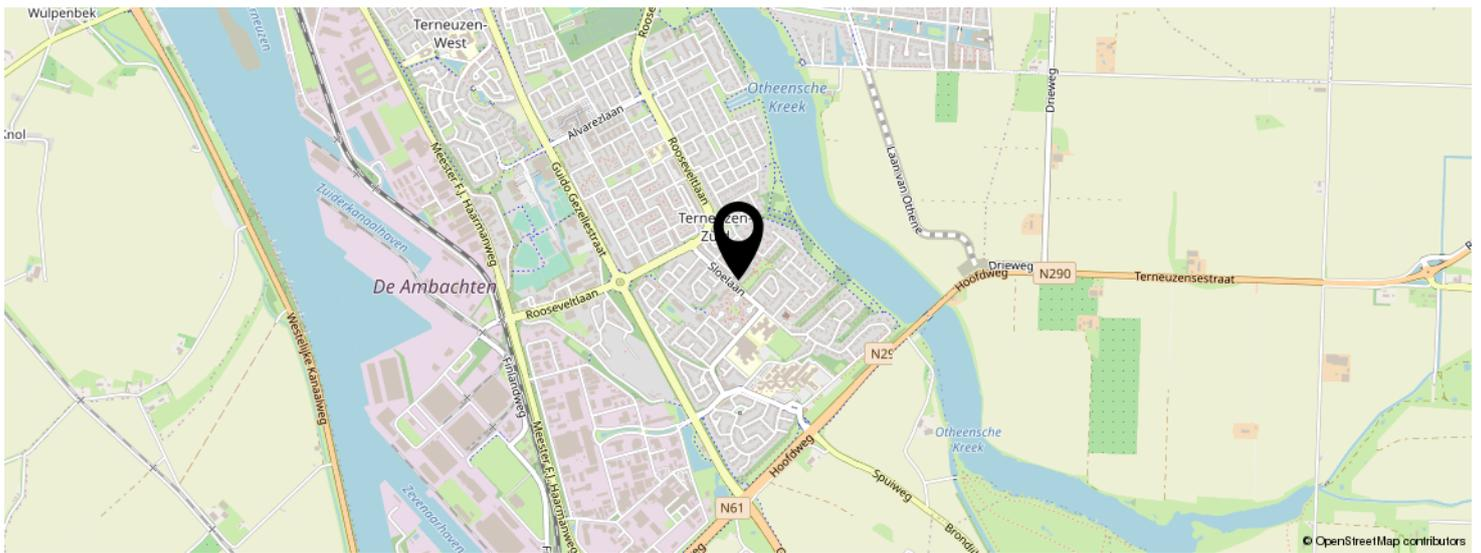 Wulpenbek
Terneuzen-
West
Roose
rneuzen
Otheensche
Kreek
Drieweg
Alvarezlaan
Knol
Meester F.J. Haarmanweg
Guido Gezellestraat
Rooseveltlaan
Laan van Othene
Zuiderkanaalhaven
Sloelaan
De Ambachten
Rooseveltlaan
Drieweg
Hoofdweg
N290
Terneuzensestraat
Westelijke Kanaalweg
Finlandweg
N29
Otheensche
Kreek
Hoofdweg
Meester F.J. Haarmanweg
Spuiweg
Zevenaarhaven
N61
© OpenStreetMap contributors